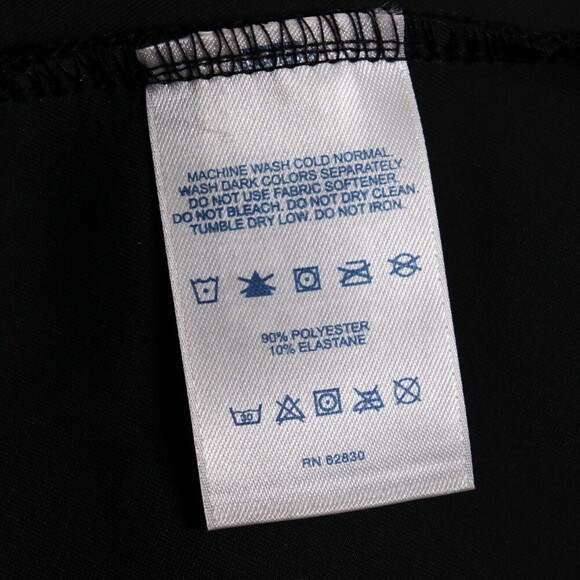 MACHINE WASH COLD NORMAL.
WASH DARK COLORS SEPARATELY.
DO NOT USE FABRIC SOFTENER.
DO NOT BLEACH. DO NOT DRY CLEAN.
TUMBLE DRY LOW. DO NOT IRON.
90% POLYESTER
10% ELASTANE
30
RN 62830